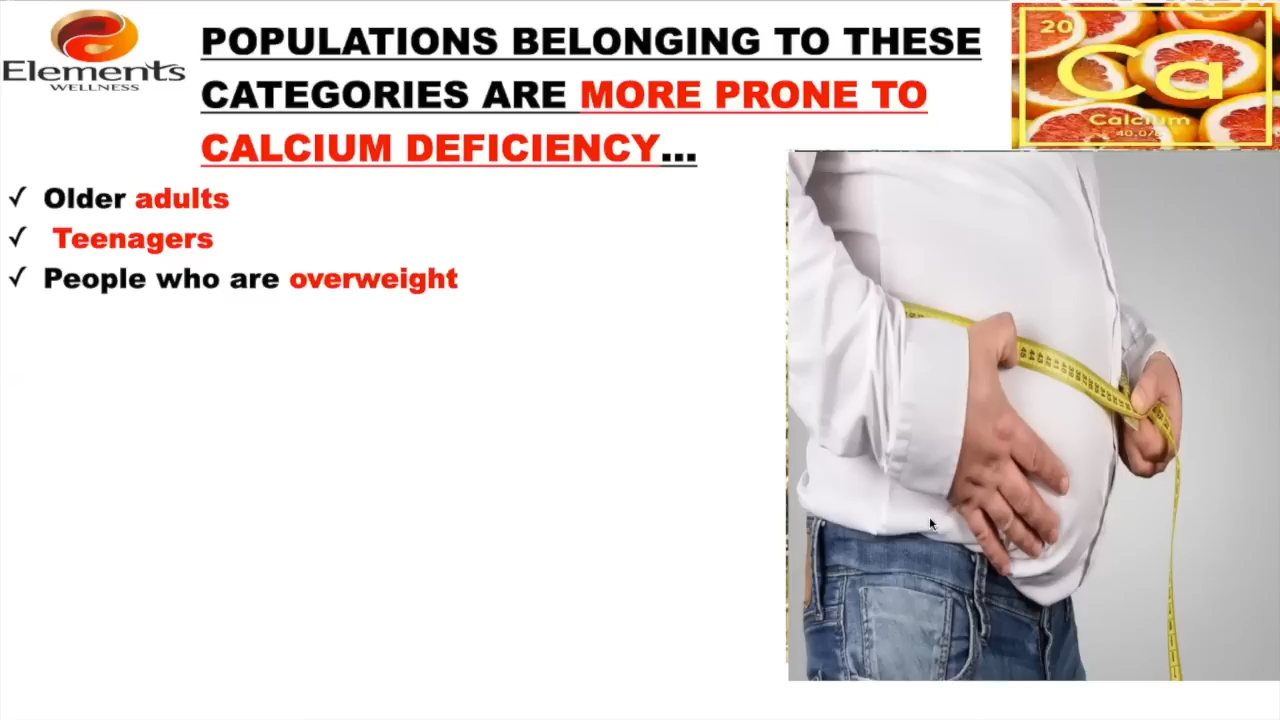 Elements
WELLNESS
POPULATIONS BELONGING TO THESE
CATEGORIES ARE MORE PRONE TO
CALCIUM DEFICIENCY...
20
Ca
Calcium
40.078
✓ Older adults
✓ Teenagers
✓ People who are overweight